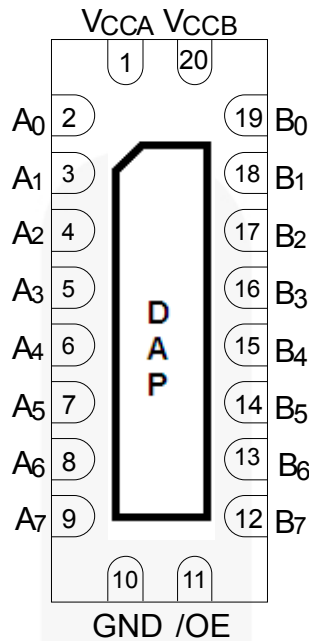 VCCA VCCB
1 20
A0 2 19 B0
A1 3 18 B1
A2 4 17 B2
A3 5 16 B3
A4 6 15 B4
A5 7 14 B5
A6 8 13 B6
A7 9 12 B7
D
A
P
10 11
GND /OE